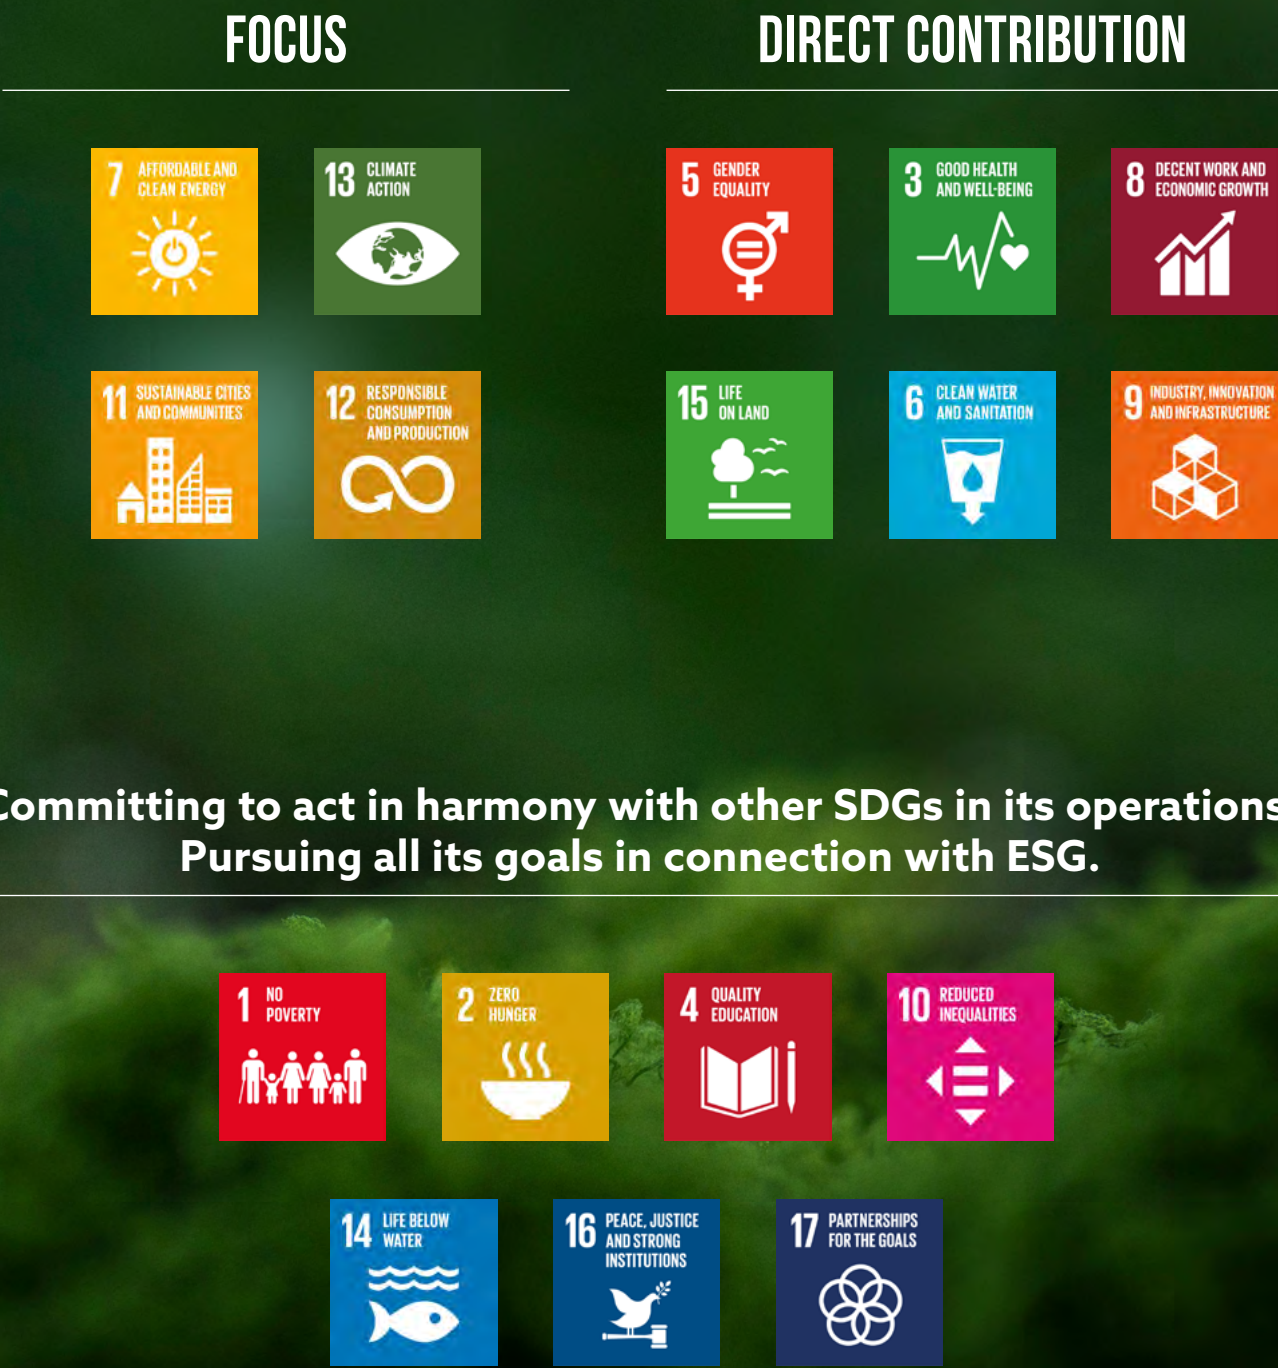 FOCUS
7 AFFORDABLE AND
CLEAN ENERGY
13 CLIMATE
ACTION
11 SUSTAINABLE CITIES
AND COMMUNITIES
12 RESPONSIBLE
CONSUMPTION
AND PRODUCTION
DIRECT CONTRIBUTION
5 GENDER
EQUALITY
3 GOOD HEALTH
AND WELL-BEING
8 DECENT WORK AND
ECONOMIC GROWTH
15 LIFE
ON LAND
6 CLEAN WATER
AND SANITATION
9 INDUSTRY, INNOVATION
AND INFRASTRUCTURE
Committing to act in harmony with other SDGs in its operations
Pursuing all its goals in connection with ESG.
1 NO
POVERTY
2 ZERO
HUNGER
4 QUALITY
EDUCATION
10 REDUCED
INEQUALITIES
14 LIFE BELOW
WATER
16 PEACE, JUSTICE
AND STRONG
INSTITUTIONS
17 PARTNERSHIPS
FOR THE GOALS